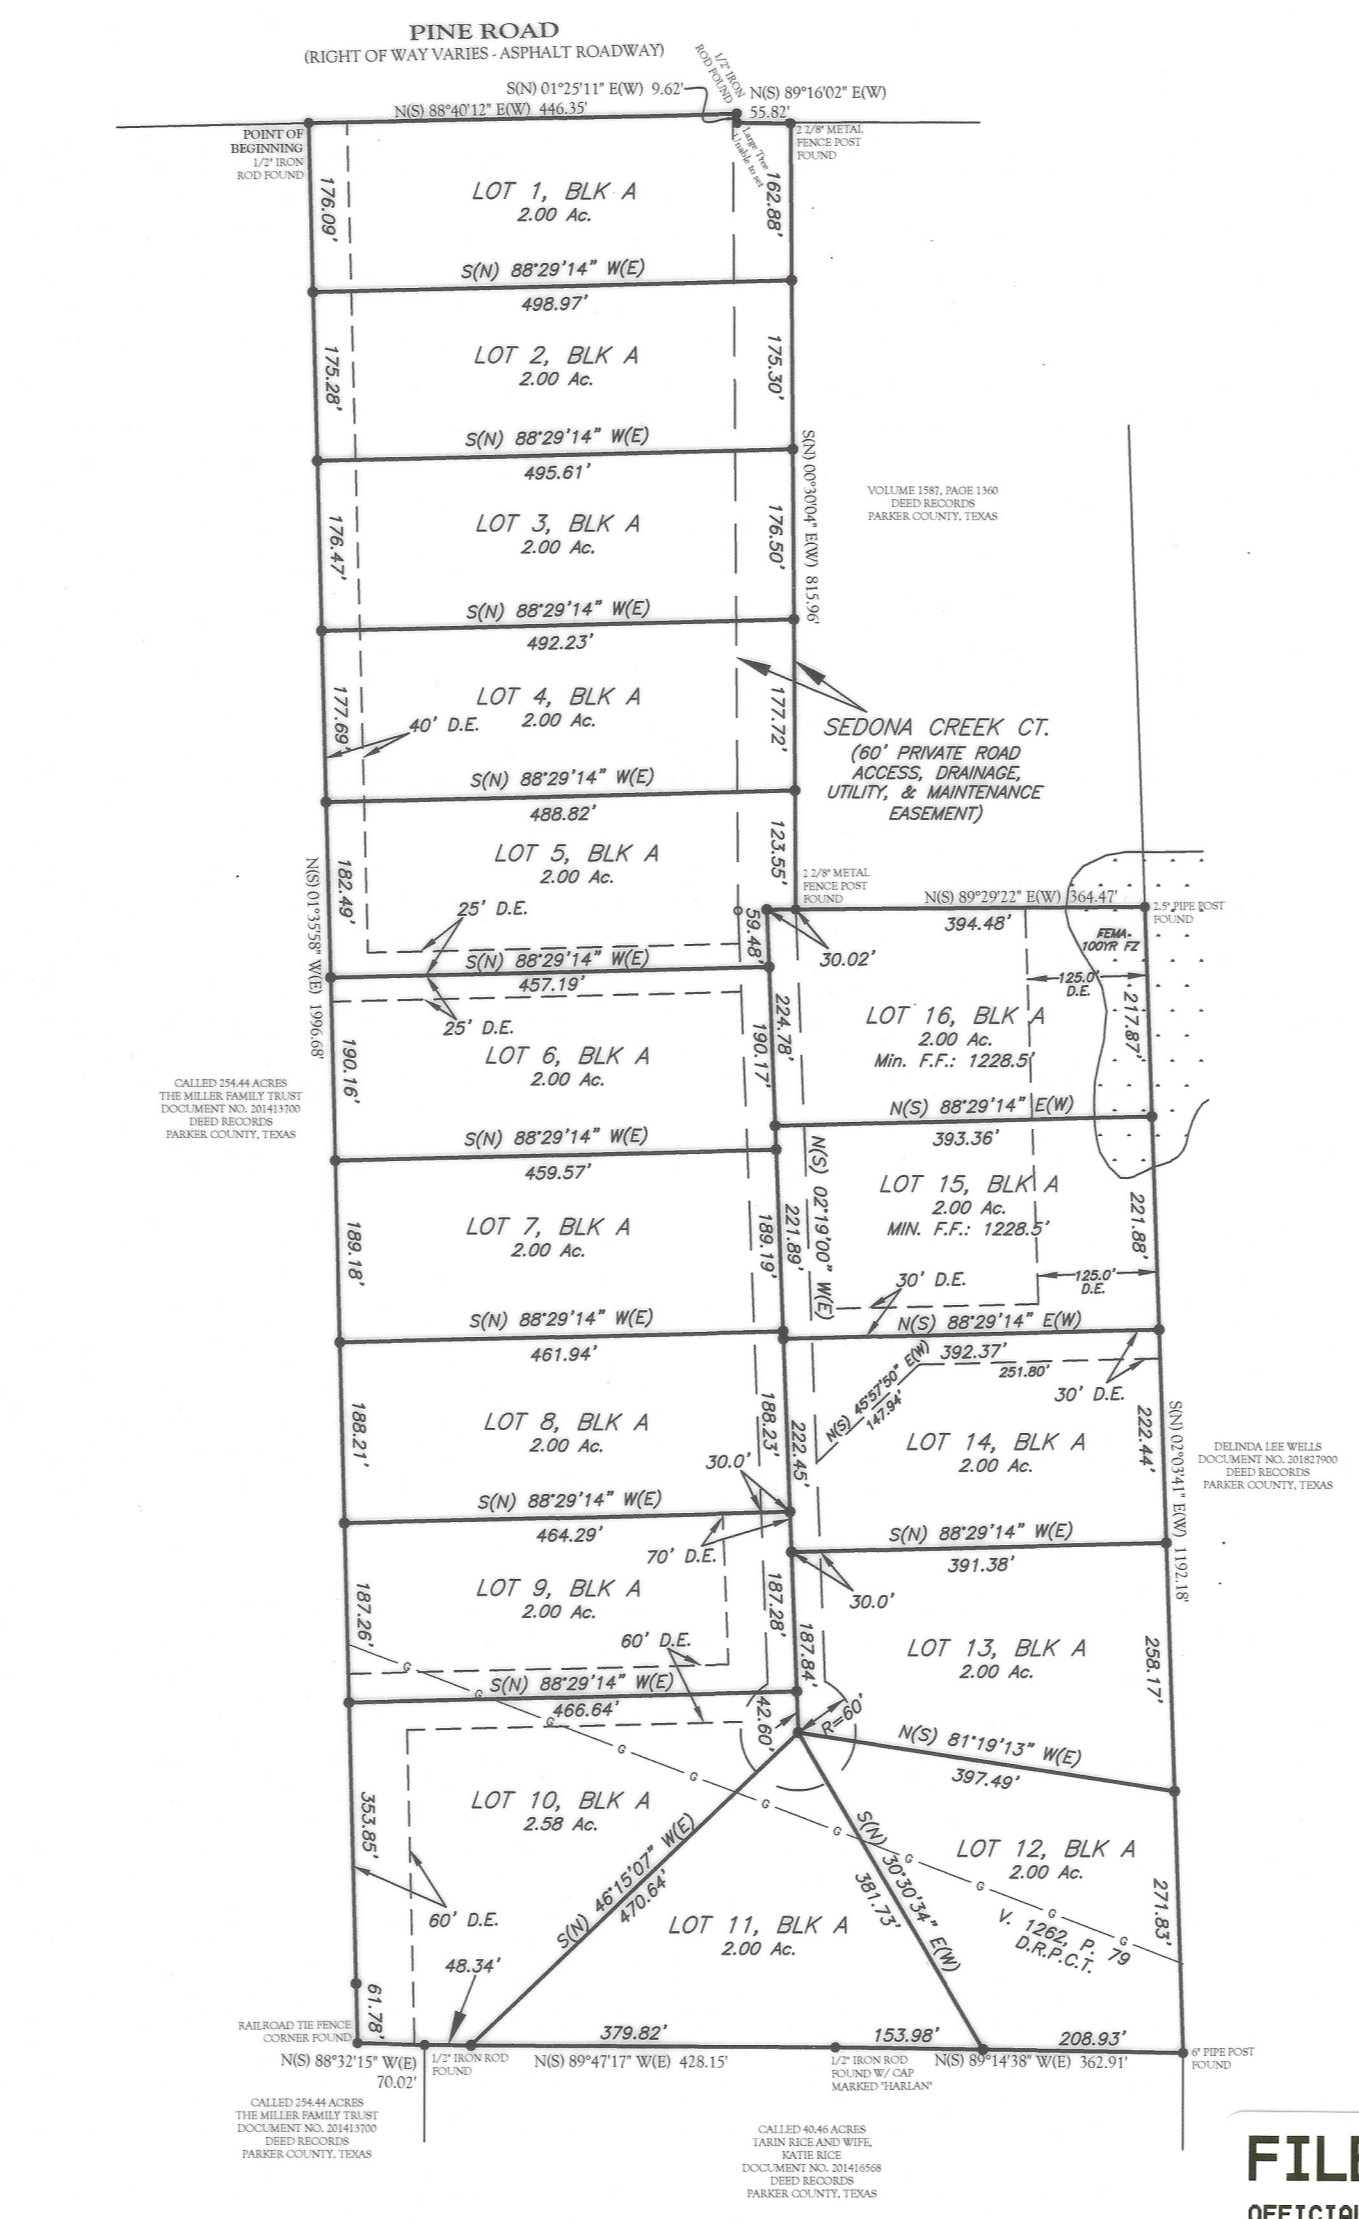 PINE ROAD
(RIGHT OF WAY VARIES - ASPHALT ROADWAY)
1/2" IRON
ROD FOUND
S(N) 01°25'11" E(W) 9.62'
N(S) 89°16'02" E(W)
55.82'
N(S) 88°40'12" E(W) 446.35'
POINT OF
BEGINNING
1/2" IRON
ROD FOUND
2 2/8" METAL
FENCE POST
FOUND
Large Tree
Unable to set
176.09'
LOT 1, BLK A
2.00 Ac.
162.88'
S(N) 88°29'14" W(E)
498.97'
175.28'
LOT 2, BLK A
2.00 Ac.
175.30'
S(N) 88°29'14" W(E)
495.61'
S(N) 00°30'04" E(W) 815.96'
VOLUME 1587, PAGE 1360
DEED RECORDS
PARKER COUNTY, TEXAS
176.47'
LOT 3, BLK A
2.00 Ac.
176.50'
S(N) 88°29'14" W(E)
492.23'
177.69'
LOT 4, BLK A
2.00 Ac.
177.72'
40' D.E.
SEDONA CREEK CT.
(60' PRIVATE ROAD
ACCESS, DRAINAGE,
UTILITY, & MAINTENANCE
EASEMENT)
S(N) 88°29'14" W(E)
488.82'
N(S) 01°35'58" W(E) 1996.68'
182.49'
LOT 5, BLK A
2.00 Ac.
123.55'
2 2/8" METAL
FENCE POST
FOUND
N(S) 89°29'22" E(W) 364.47'
2.5" PIPE POST
FOUND
25' D.E.
59.48'
394.48'
30.02'
FEMA-
100YR FZ
S(N) 88°29'14" W(E)
457.19'
25' D.E.
125.0'
D.E.
224.78'
217.87'
LOT 16, BLK A
2.00 Ac.
Min. F.F.: 1228.5'
190.16'
LOT 6, BLK A
2.00 Ac.
190.17'
CALLED 254.44 ACRES
THE MILLER FAMILY TRUST
DOCUMENT NO. 201413700
DEED RECORDS
PARKER COUNTY, TEXAS
N(S) 88°29'14" E(W)
393.36'
S(N) 88°29'14" W(E)
459.57'
N(S) 02°19'00" W(E)
LOT 15, BLK A
2.00 Ac.
MIN. F.F.: 1228.5'
189.18'
LOT 7, BLK A
2.00 Ac.
189.19'
221.89'
221.88'
125.0'
D.E.
30' D.E.
S(N) 88°29'14" W(E)
461.94'
N(S) 88°29'14" E(W)
392.37'
251.80'
30' D.E.
N(S) 45°57'50" E(W)
147.94'
188.21'
LOT 8, BLK A
2.00 Ac.
188.23'
222.45'
LOT 14, BLK A
2.00 Ac.
222.44'
S(N) 02°03'41" E(W) 1192.18'
DELINDA LEE WELLS
DOCUMENT NO. 201827900
DEED RECORDS
PARKER COUNTY, TEXAS
30.0'
S(N) 88°29'14" W(E)
464.29'
70' D.E.
S(N) 88°29'14" W(E)
391.38'
30.0'
187.26'
LOT 9, BLK A
2.00 Ac.
187.28'
187.84'
LOT 13, BLK A
2.00 Ac.
258.17'
60' D.E.
G
S(N) 88°29'14" W(E)
G
466.64'
G
42.60'
R=60'
N(S) 81°19'13" W(E)
397.49'
G
G
G
G
G
G
G
G
353.85'
LOT 10, BLK A
2.58 Ac.
LOT 12, BLK A
2.00 Ac.
271.83'
S(N) 46°15'07" W(E)
470.64'
S(N) 30°30'34" E(W)
381.73'
V. 1262, P. 79
D.R.P.C.T.
60' D.E.
LOT 11, BLK A
2.00 Ac.
48.34'
61.78'
RAILROAD TIE FENCE
CORNER FOUND
379.82'
153.98'
208.93'
N(S) 88°32'15" W(E)
70.02'
1/2" IRON ROD
FOUND
N(S) 89°47'17" W(E) 428.15'
1/2" IRON ROD
FOUND W/ CAP
MARKED "HARLAN"
N(S) 89°14'38" W(E) 362.91'
6" PIPE POST
FOUND
CALLED 254.44 ACRES
THE MILLER FAMILY TRUST
DOCUMENT NO. 201413700
DEED RECORDS
PARKER COUNTY, TEXAS
CALLED 40.46 ACRES
TARIN RICE AND WIFE,
KATIE RICE
DOCUMENT NO. 201416568
DEED RECORDS
PARKER COUNTY, TEXAS
FILE
OFFICIAL